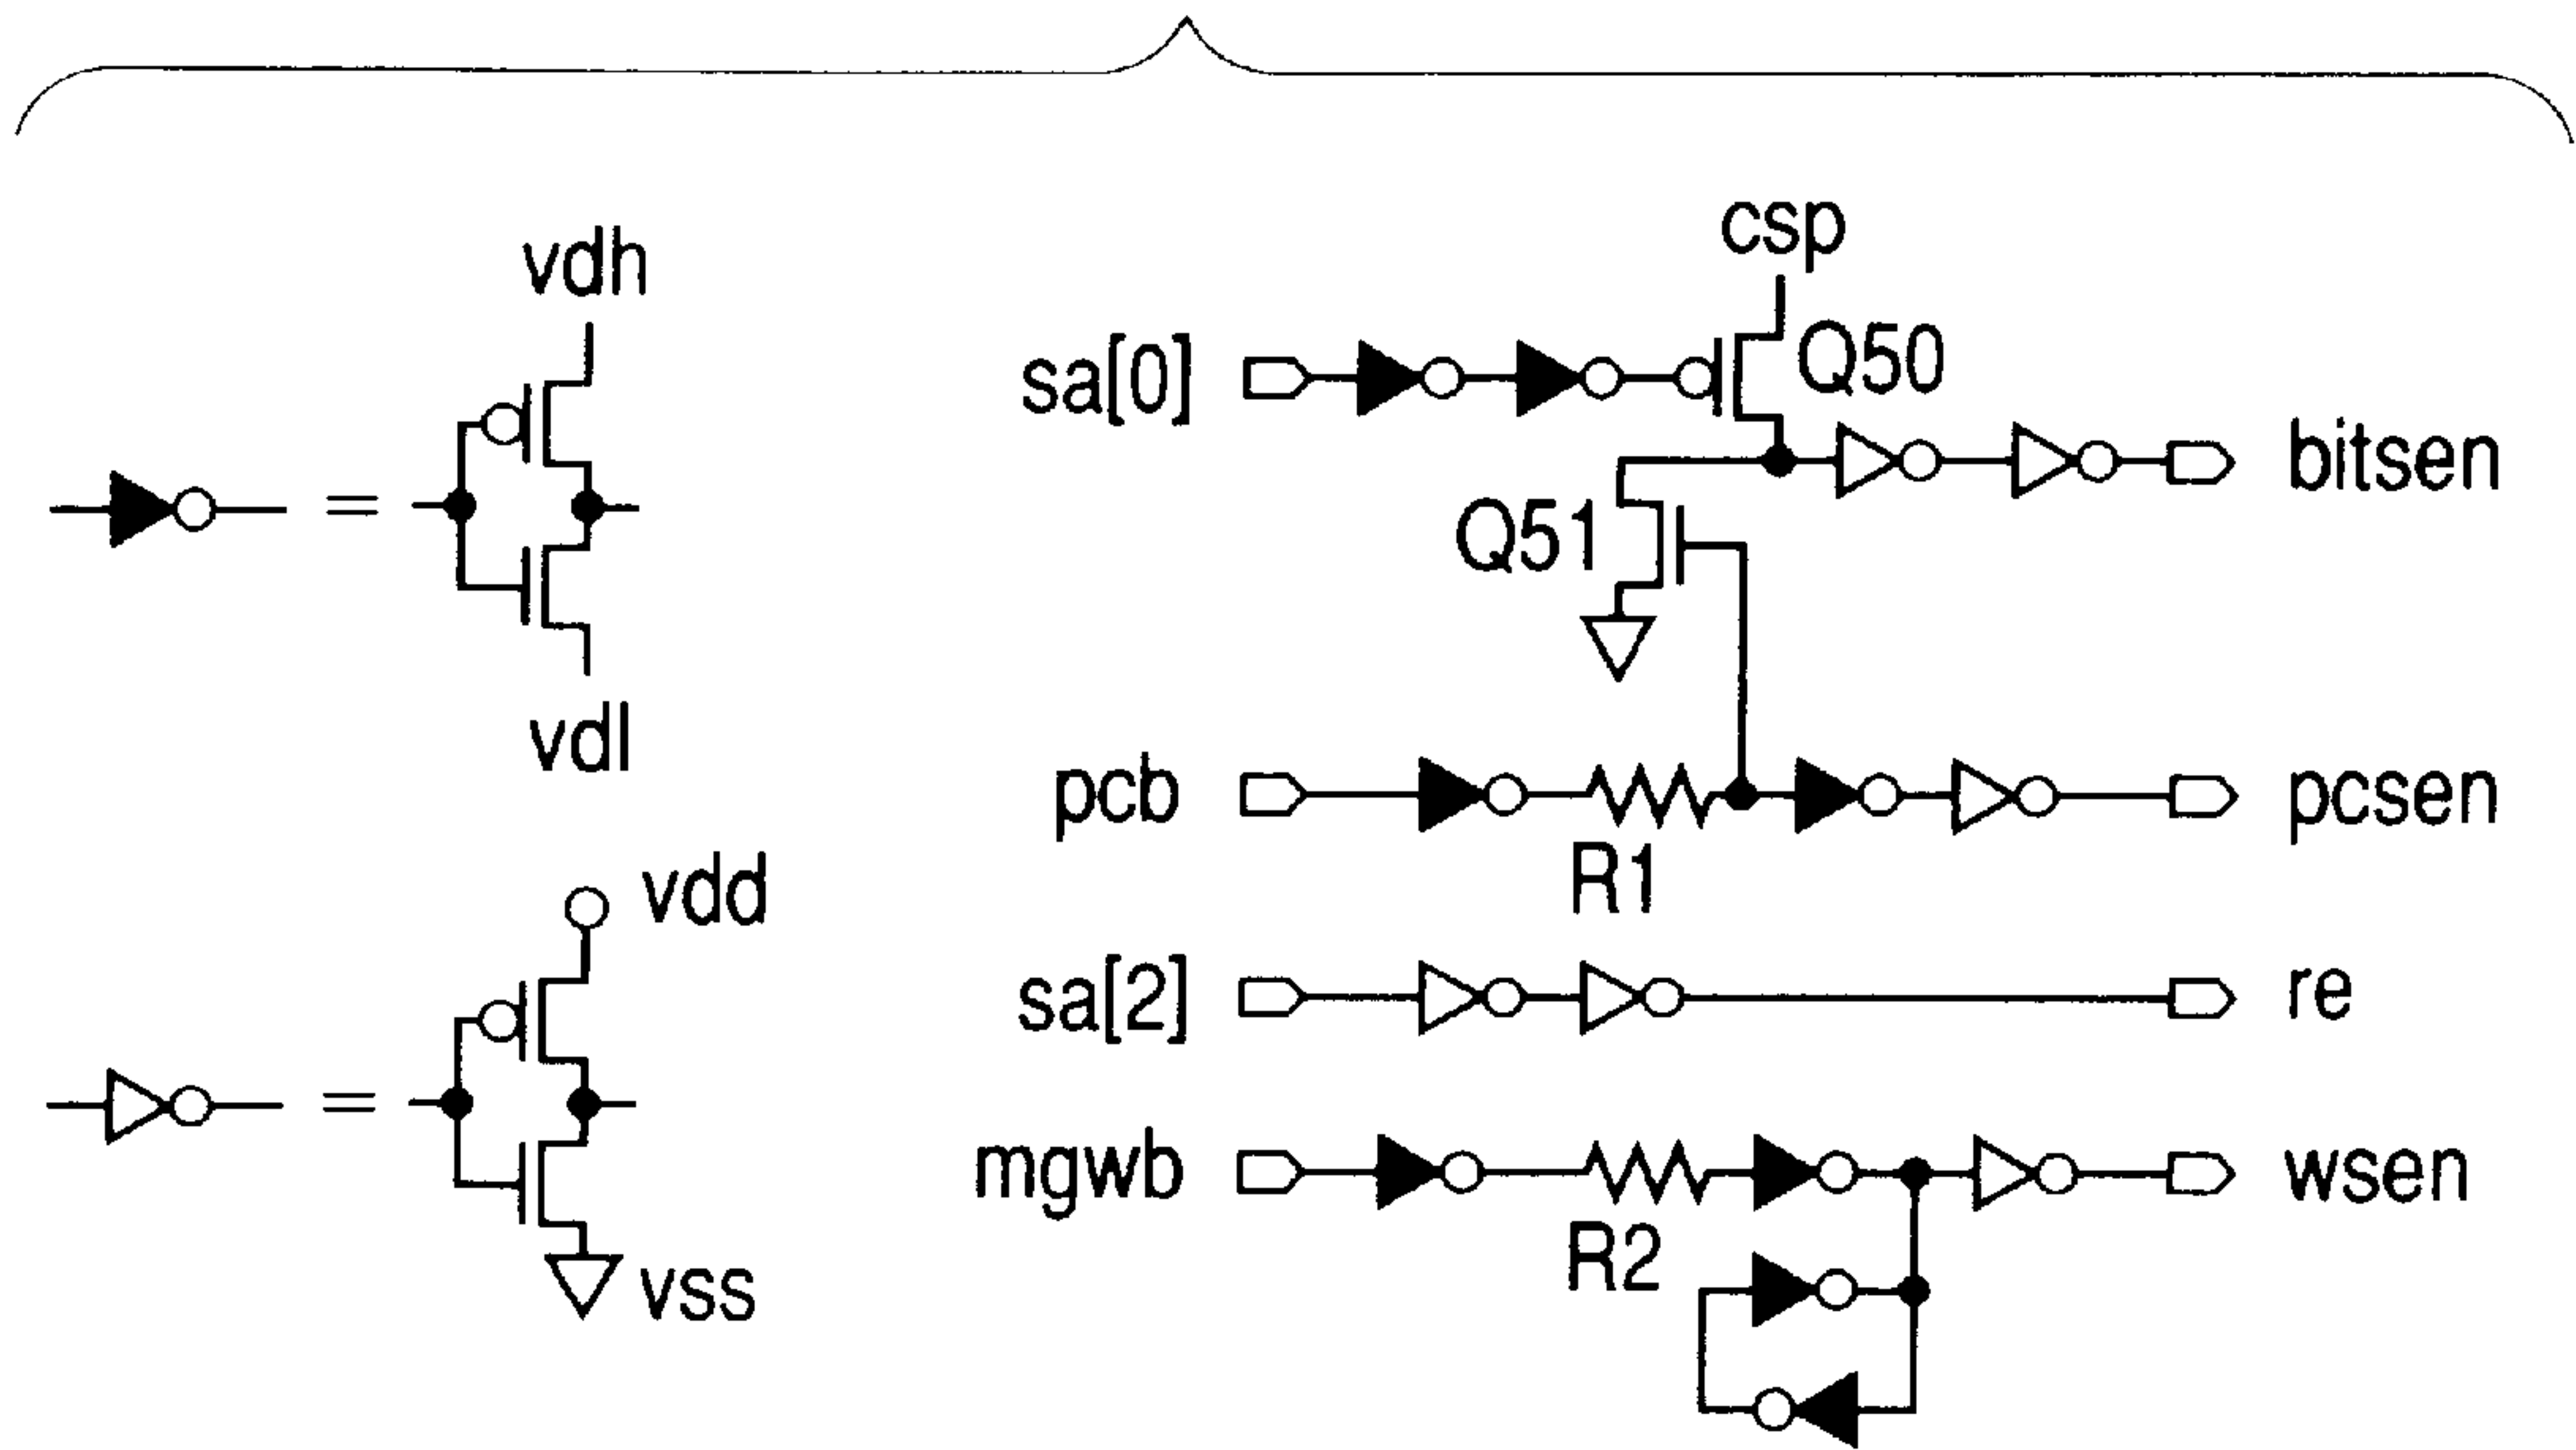 vdh
vdl
vdd
vss
csp
sa[0]
Q50
bitsen
Q51
pcb
R1
pcsen
sa[2]
re
mgwb
R2
wsen